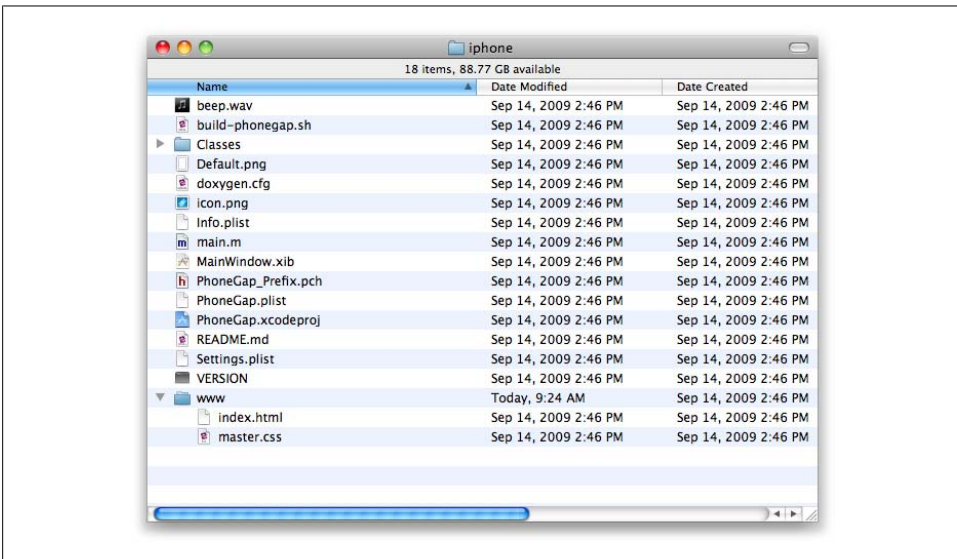 iphone
18 items, 88.77 GB available
Name Date Modified Date Created
beep.wav Sep 14, 2009 2:46 PM Sep 14, 2009 2:46 PM
build-phonegap.sh Sep 14, 2009 2:46 PM Sep 14, 2009 2:46 PM
Classes Sep 14, 2009 2:46 PM Sep 14, 2009 2:46 PM
Default.png Sep 14, 2009 2:46 PM Sep 14, 2009 2:46 PM
doxygen.cfg Sep 14, 2009 2:46 PM Sep 14, 2009 2:46 PM
icon.png Sep 14, 2009 2:46 PM Sep 14, 2009 2:46 PM
Info.plist Sep 14, 2009 2:46 PM Sep 14, 2009 2:46 PM
m main.m Sep 14, 2009 2:46 PM Sep 14, 2009 2:46 PM
MainWindow.xib Sep 14, 2009 2:46 PM Sep 14, 2009 2:46 PM
h PhoneGap_Prefix.pch Sep 14, 2009 2:46 PM Sep 14, 2009 2:46 PM
PhoneGap.plist Sep 14, 2009 2:46 PM Sep 14, 2009 2:46 PM
PhoneGap.xcodeproj Sep 14, 2009 2:46 PM Sep 14, 2009 2:46 PM
README.md Sep 14, 2009 2:46 PM Sep 14, 2009 2:46 PM
Settings.plist Sep 14, 2009 2:46 PM Sep 14, 2009 2:46 PM
VERSION Sep 14, 2009 2:46 PM Sep 14, 2009 2:46 PM
www Today, 9:24 AM Sep 14, 2009 2:46 PM
index.html Sep 14, 2009 2:46 PM Sep 14, 2009 2:46 PM
master.css Sep 14, 2009 2:46 PM Sep 14, 2009 2:46 PM